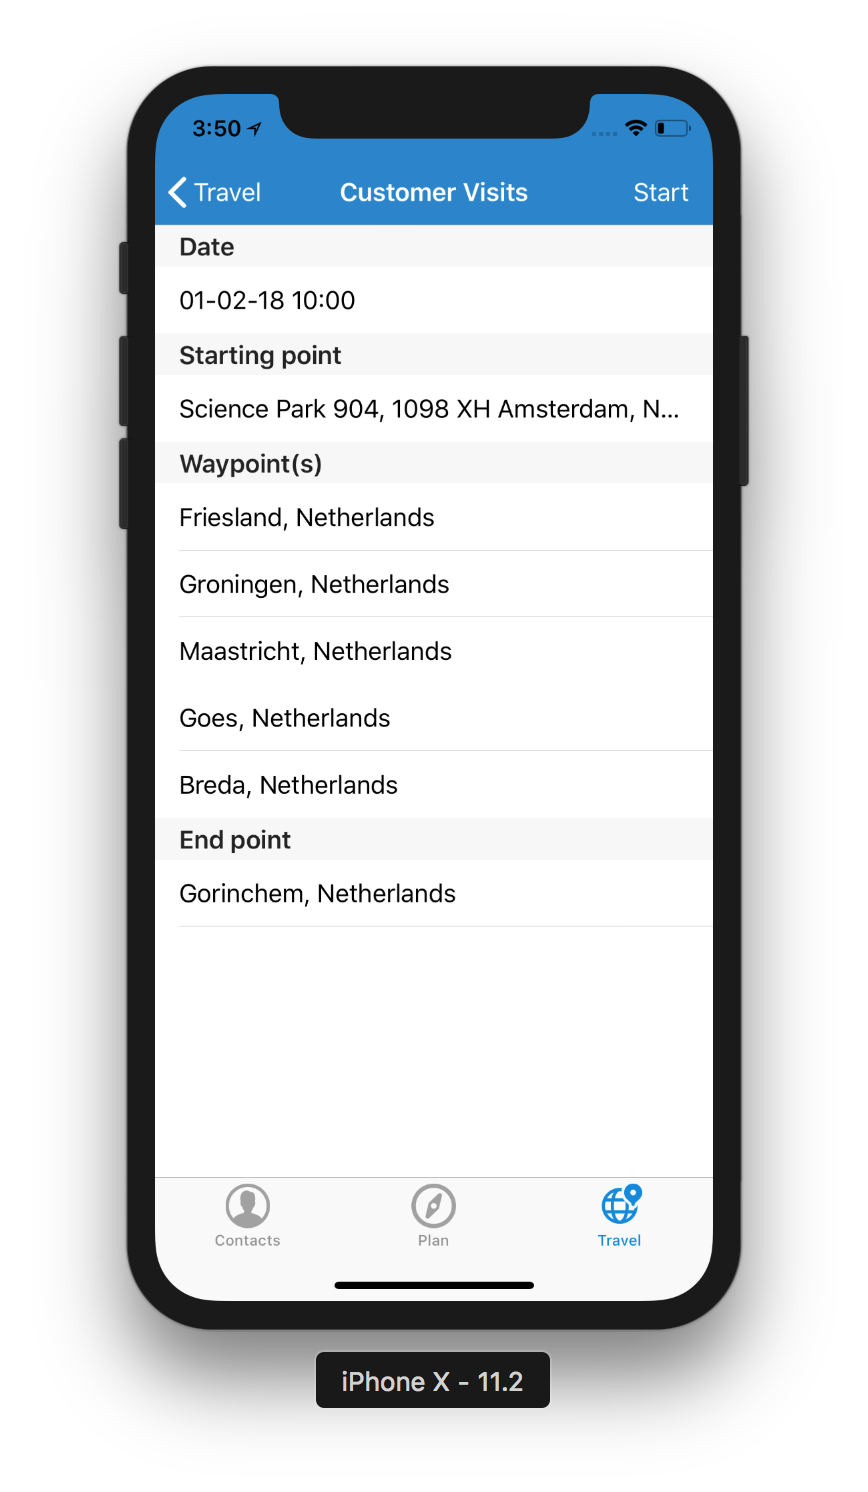 3:50
Travel Customer Visits Start
Date
01-02-18 10:00
Starting point
Science Park 904, 1098 XH Amsterdam, N...
Waypoint(s)
Friesland, Netherlands
Groningen, Netherlands
Maastricht, Netherlands
Goes, Netherlands
Breda, Netherlands
End point
Gorinchem, Netherlands
Contacts Plan Travel
iPhone X - 11.2